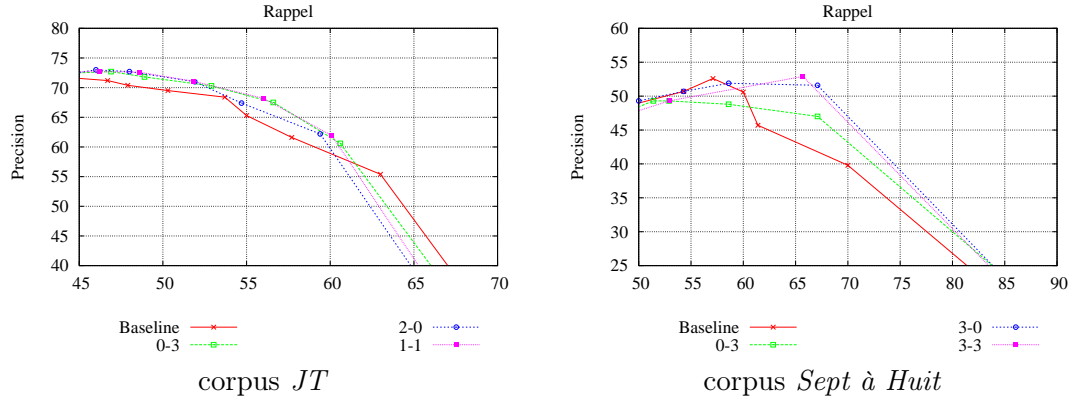 Rappel
80
75
70
65
60
55
50
45
40
45 50 55 60 65 70
Precision
Baseline
0-3
2-0
1-1
corpus JT
Rappel
60
55
50
45
40
35
30
25
50 55 60 65 70 75 80 85 90
Precision
Baseline
0-3
3-0
3-3
corpus Sept à Huit